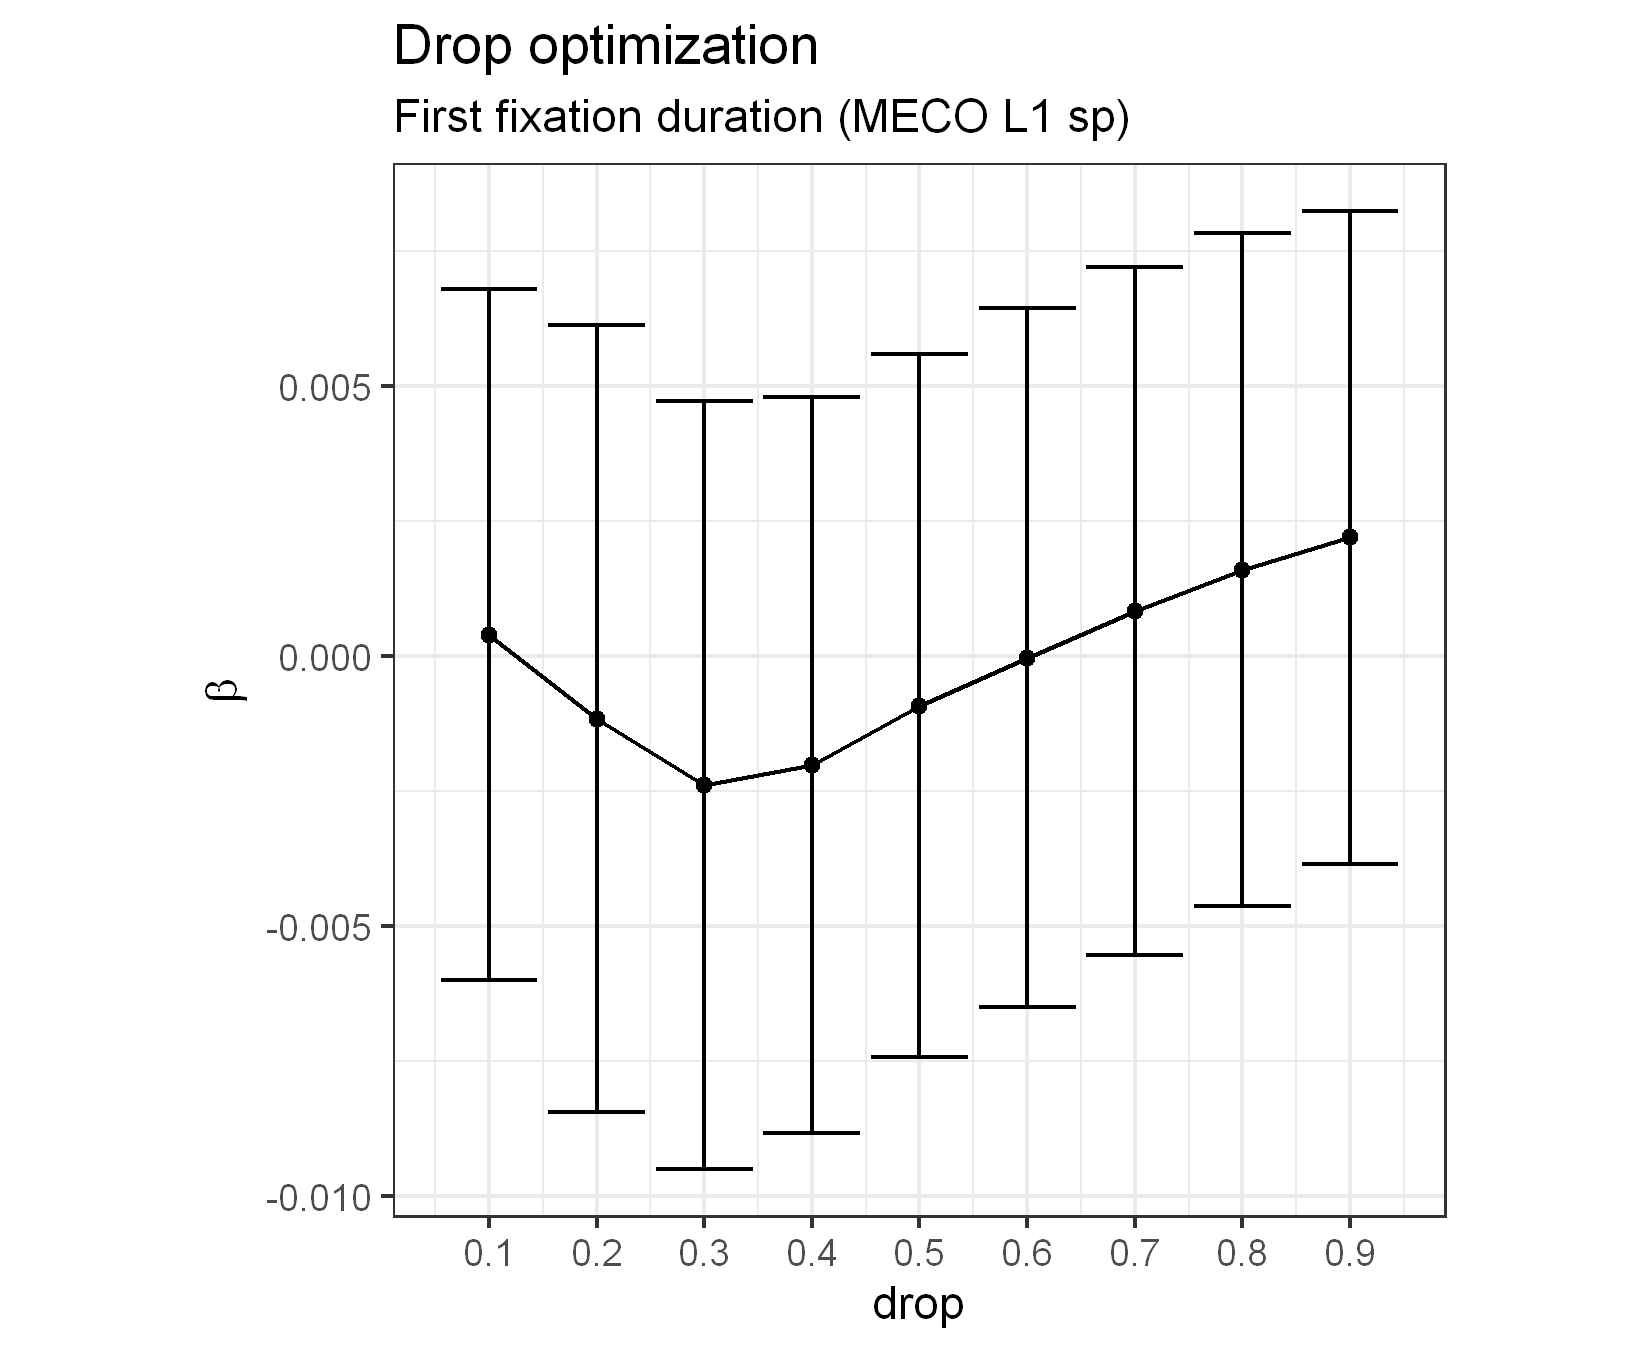 Drop optimization
First fixation duration (MECO L1 sp)
0.005
0.000
-0.005
-0.010
β
0.1 0.2 0.3 0.4 0.5 0.6 0.7 0.8 0.9
drop